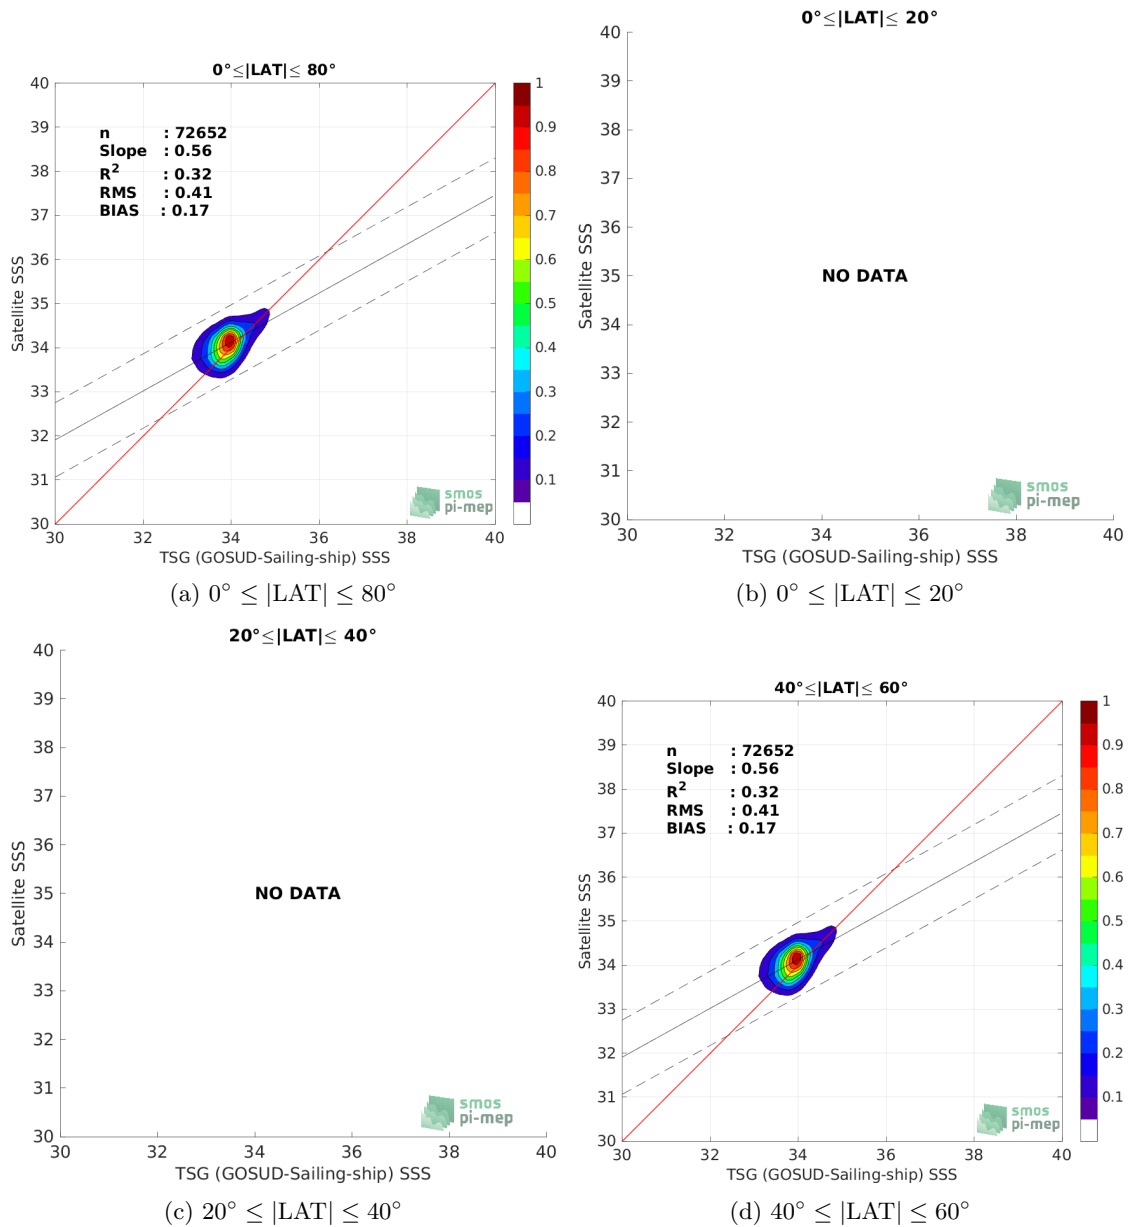 0°≤|LAT|≤ 80°
40
39
38
37
36
35
34
33
32
31
30
Satellite SSS
n : 72652
Slope : 0.56
R² : 0.32
RMS : 0.41
BIAS : 0.17
smos
pi-mep
30 32 34 36 38 40
TSG (GOSUD-Sailing-ship) SSS
1
0.9
0.8
0.7
0.6
0.5
0.4
0.3
0.2
0.1
(a) 0° ≤ |LAT| ≤ 80°
0°≤|LAT|≤ 20°
40
39
38
37
36
35
34
33
32
31
30
Satellite SSS
NO DATA
smos
pi-mep
30 32 34 36 38 40
TSG (GOSUD-Sailing-ship) SSS
(b) 0° ≤ |LAT| ≤ 20°
20°≤|LAT|≤ 40°
40
39
38
37
36
35
34
33
32
31
30
Satellite SSS
NO DATA
smos
pi-mep
30 32 34 36 38 40
TSG (GOSUD-Sailing-ship) SSS
(c) 20° ≤ |LAT| ≤ 40°
40°≤|LAT|≤ 60°
40
39
38
37
36
35
34
33
32
31
30
Satellite SSS
n : 72652
Slope : 0.56
R² : 0.32
RMS : 0.41
BIAS : 0.17
smos
pi-mep
30 32 34 36 38 40
TSG (GOSUD-Sailing-ship) SSS
1
0.9
0.8
0.7
0.6
0.5
0.4
0.3
0.2
0.1
(d) 40° ≤ |LAT| ≤ 60°